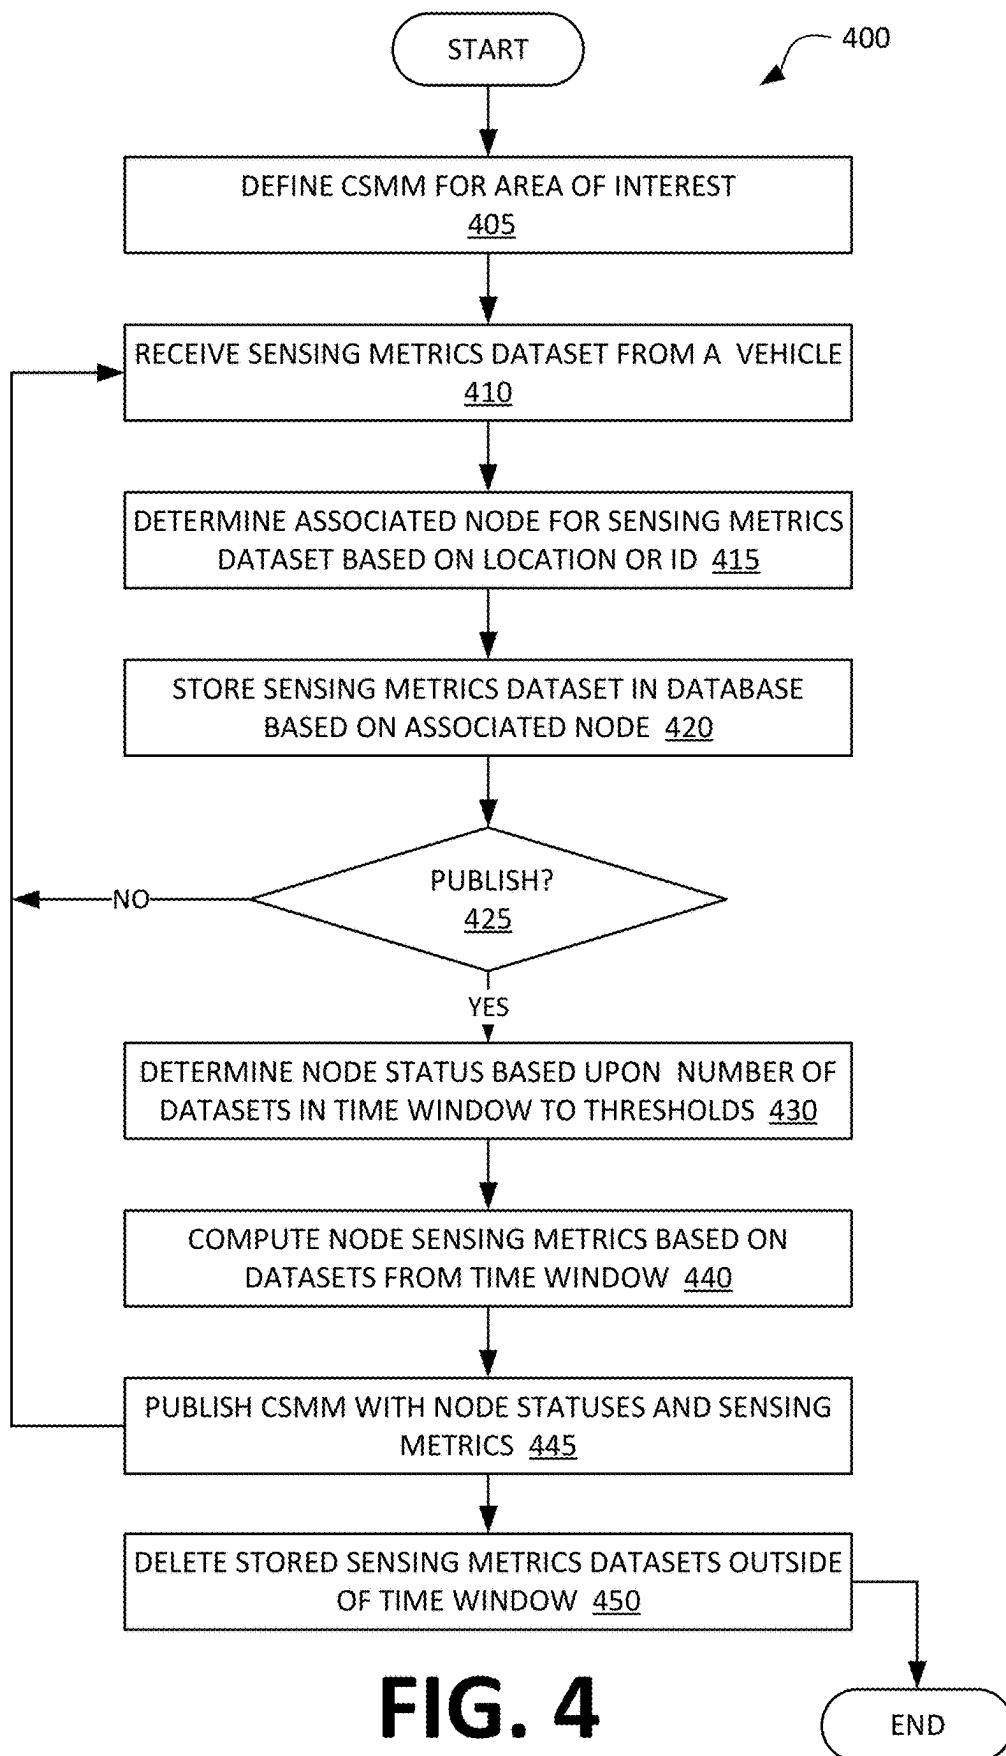 START
400
DEFINE CSMM FOR AREA OF INTEREST
405
RECEIVE SENSING METRICS DATASET FROM A VEHICLE
410
DETERMINE ASSOCIATED NODE FOR SENSING METRICS
DATASET BASED ON LOCATION OR ID 415
STORE SENSING METRICS DATASET IN DATABASE
BASED ON ASSOCIATED NODE 420
PUBLISH?
425
NO
YES
DETERMINE NODE STATUS BASED UPON NUMBER OF
DATASETS IN TIME WINDOW TO THRESHOLDS 430
COMPUTE NODE SENSING METRICS BASED ON
DATASETS FROM TIME WINDOW 440
PUBLISH CSMM WITH NODE STATUSES AND SENSING
METRICS 445
DELETE STORED SENSING METRICS DATASETS OUTSIDE
OF TIME WINDOW 450
FIG. 4
END